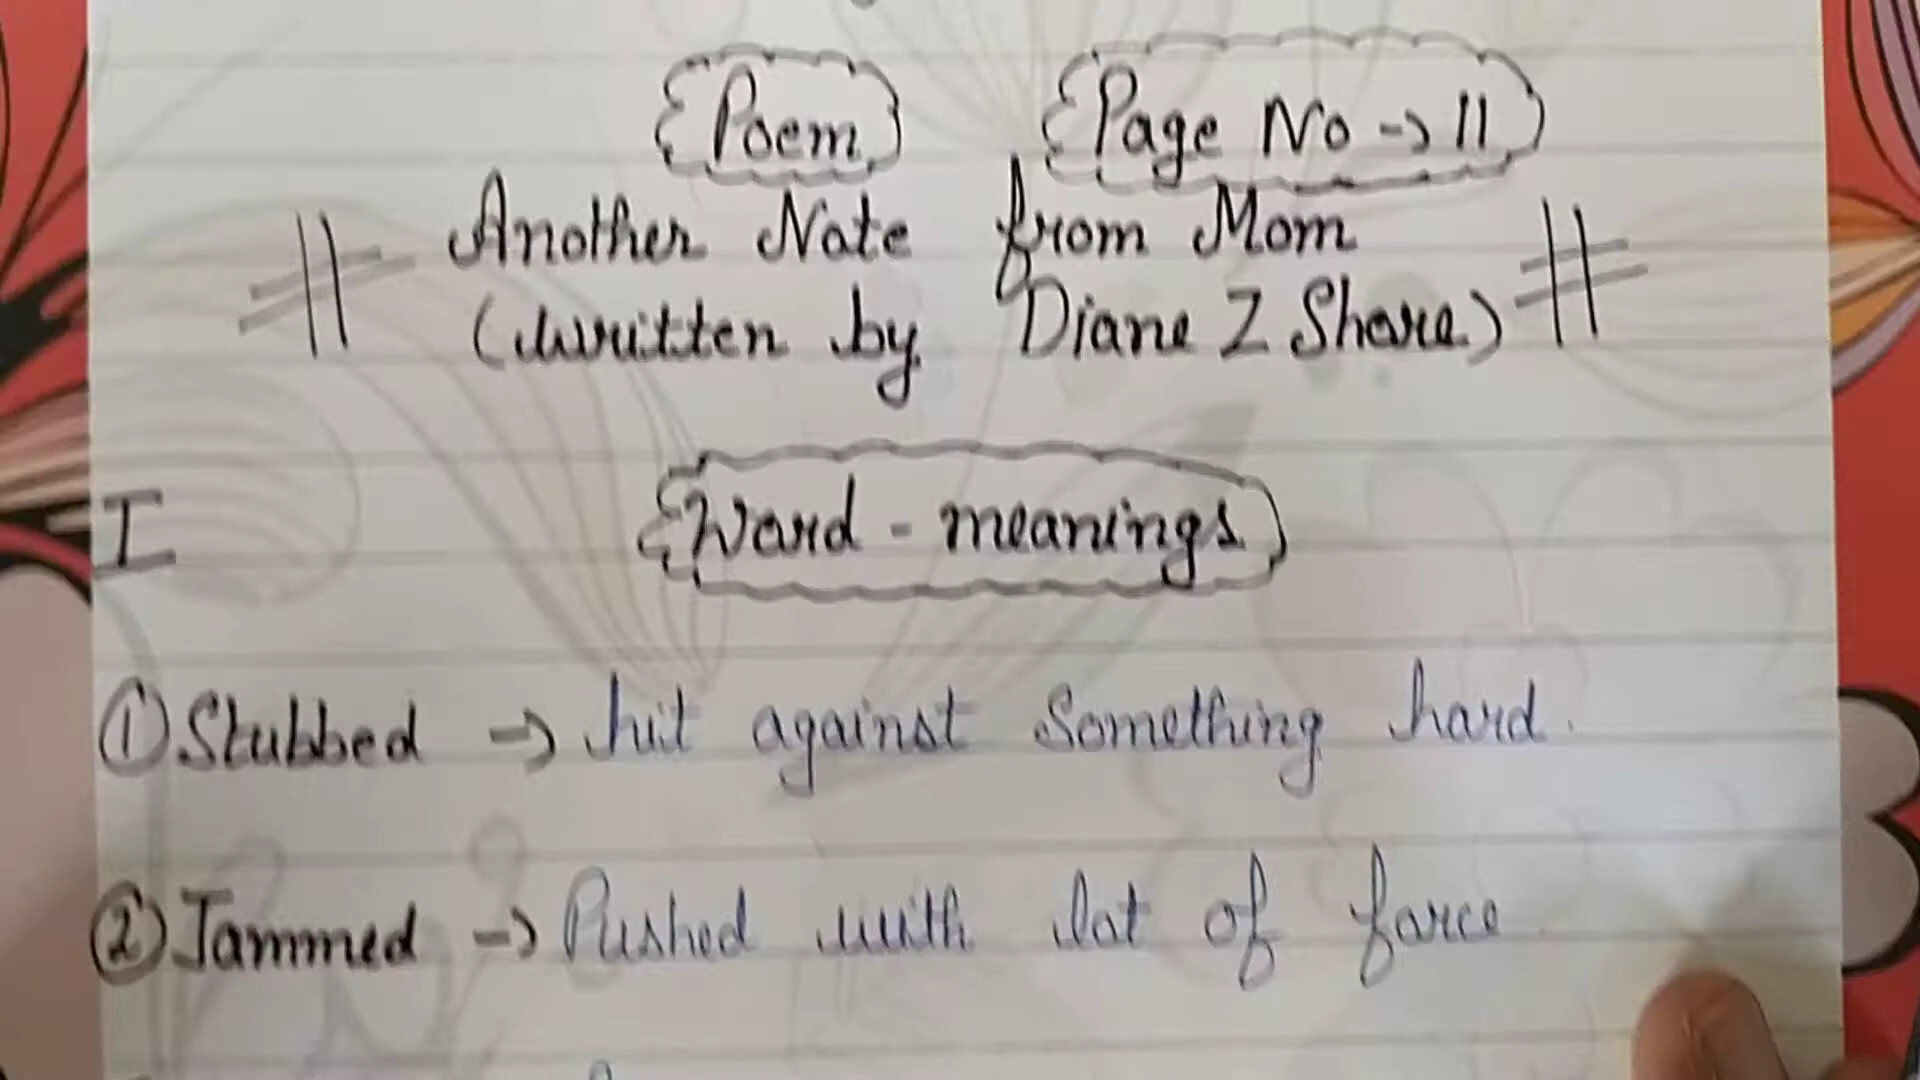 Poem Page No → 11
Another Note from Mom
(written by Diane Z Shore)
I Word - meanings
① Stubbed → hit against Something hard.
② Jammed → Pushed with lot of force